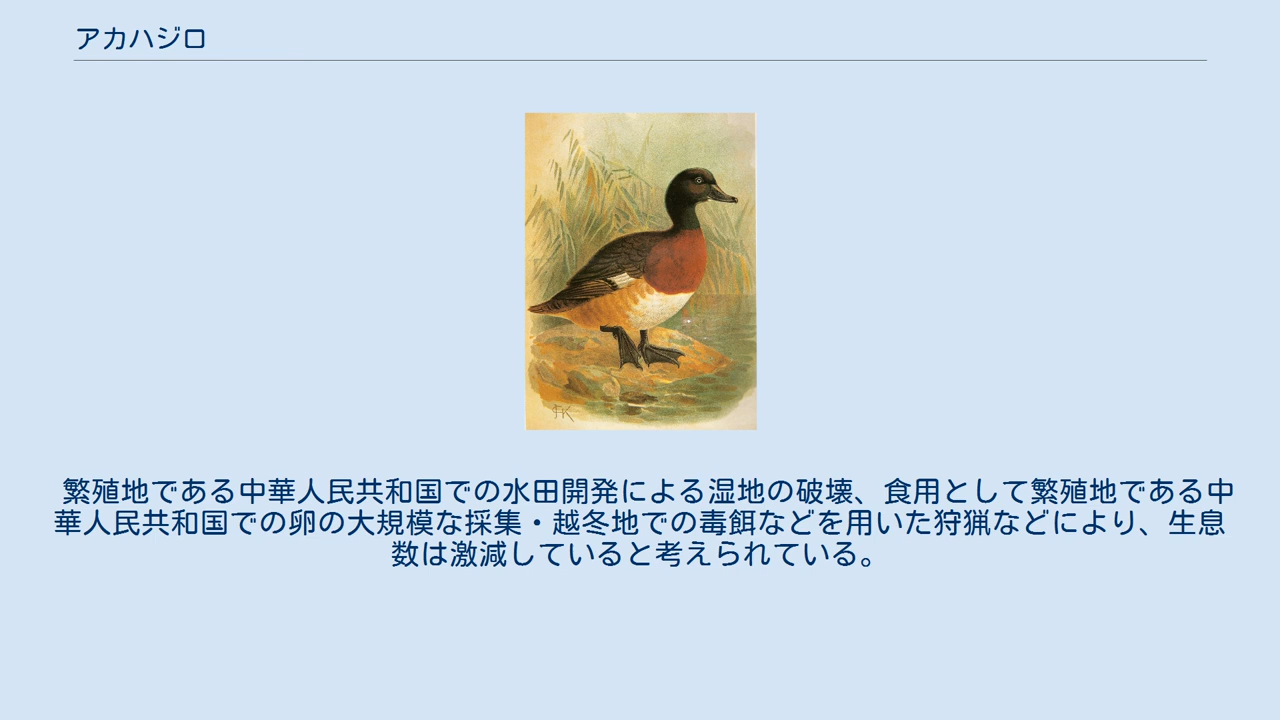 アカハジロ
繁殖地である中華人民共和国での水田開発による湿地の破壊、食用として繁殖地である中
華人民共和国での卵の大規模な採集・越冬地での毒餌などを用いた狩猟などにより、生息
数は激減していると考えられている。